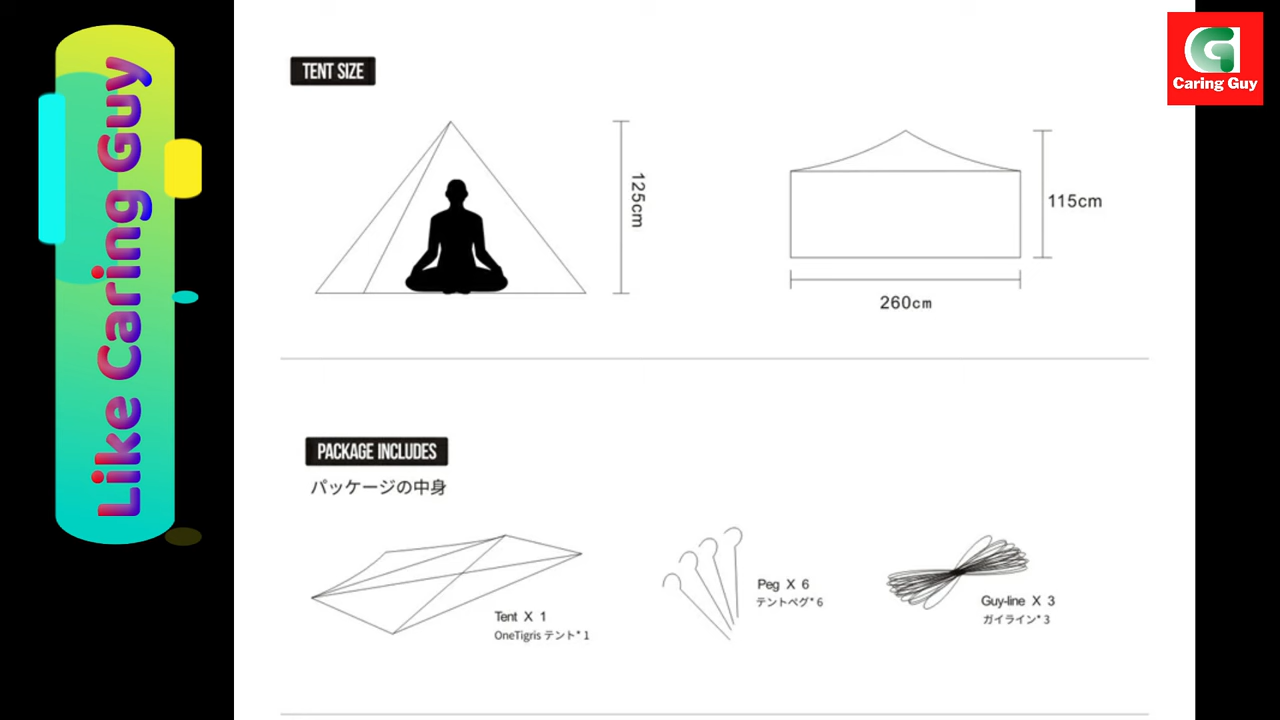 Like Caring Guy
Caring Guy
TENT SIZE
125cm
115cm
260cm
PACKAGE INCLUDES
パッケージの中身
Tent X 1
OneTigris テント* 1
Peg X 6
テントペグ* 6
Guy-line X 3
ガイライン* 3